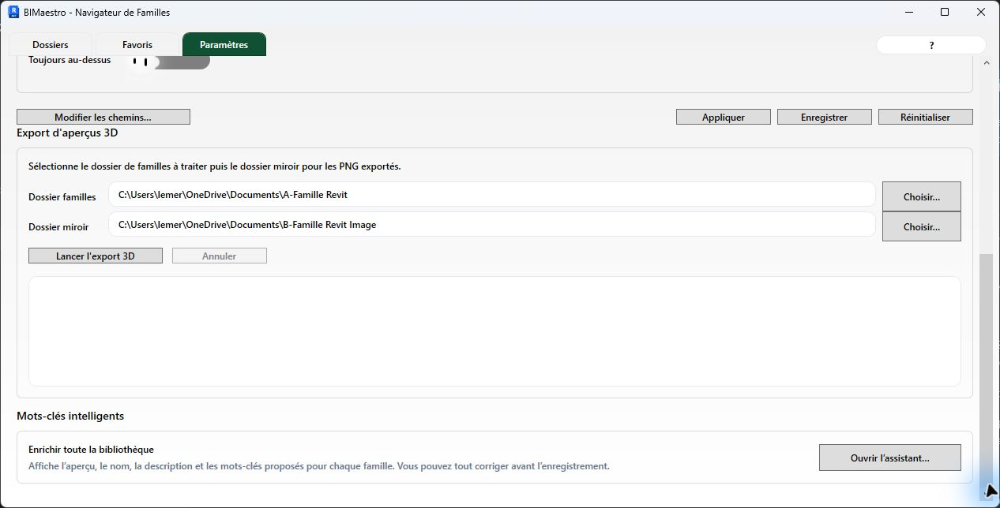 BIMaestro - Navigateur de Familles
Dossiers
Favoris
Paramètres
?
Toujours au-dessus
Modifier les chemins...
Appliquer
Enregistrer
Réinitialiser
Export d'aperçus 3D
Sélectionne le dossier de familles à traiter puis le dossier miroir pour les PNG exportés.
Dossier familles
C:\Users\lemer\OneDrive\Documents\A-Famille Revit
Choisir...
Dossier miroir
C:\Users\lemer\OneDrive\Documents\B-Famille Revit Image
Choisir...
Lancer l'export 3D
Annuler
Mots-clés intelligents
Enrichir toute la bibliothèque
Affiche l’aperçu, le nom, la description et les mots-clés proposés pour chaque famille. Vous pouvez tout corriger avant l’enregistrement.
Ouvrir l’assistant...